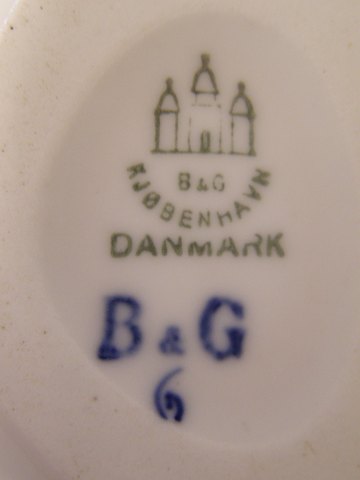 B&G
KJØBENHAVN
DANMARK
B & G
6